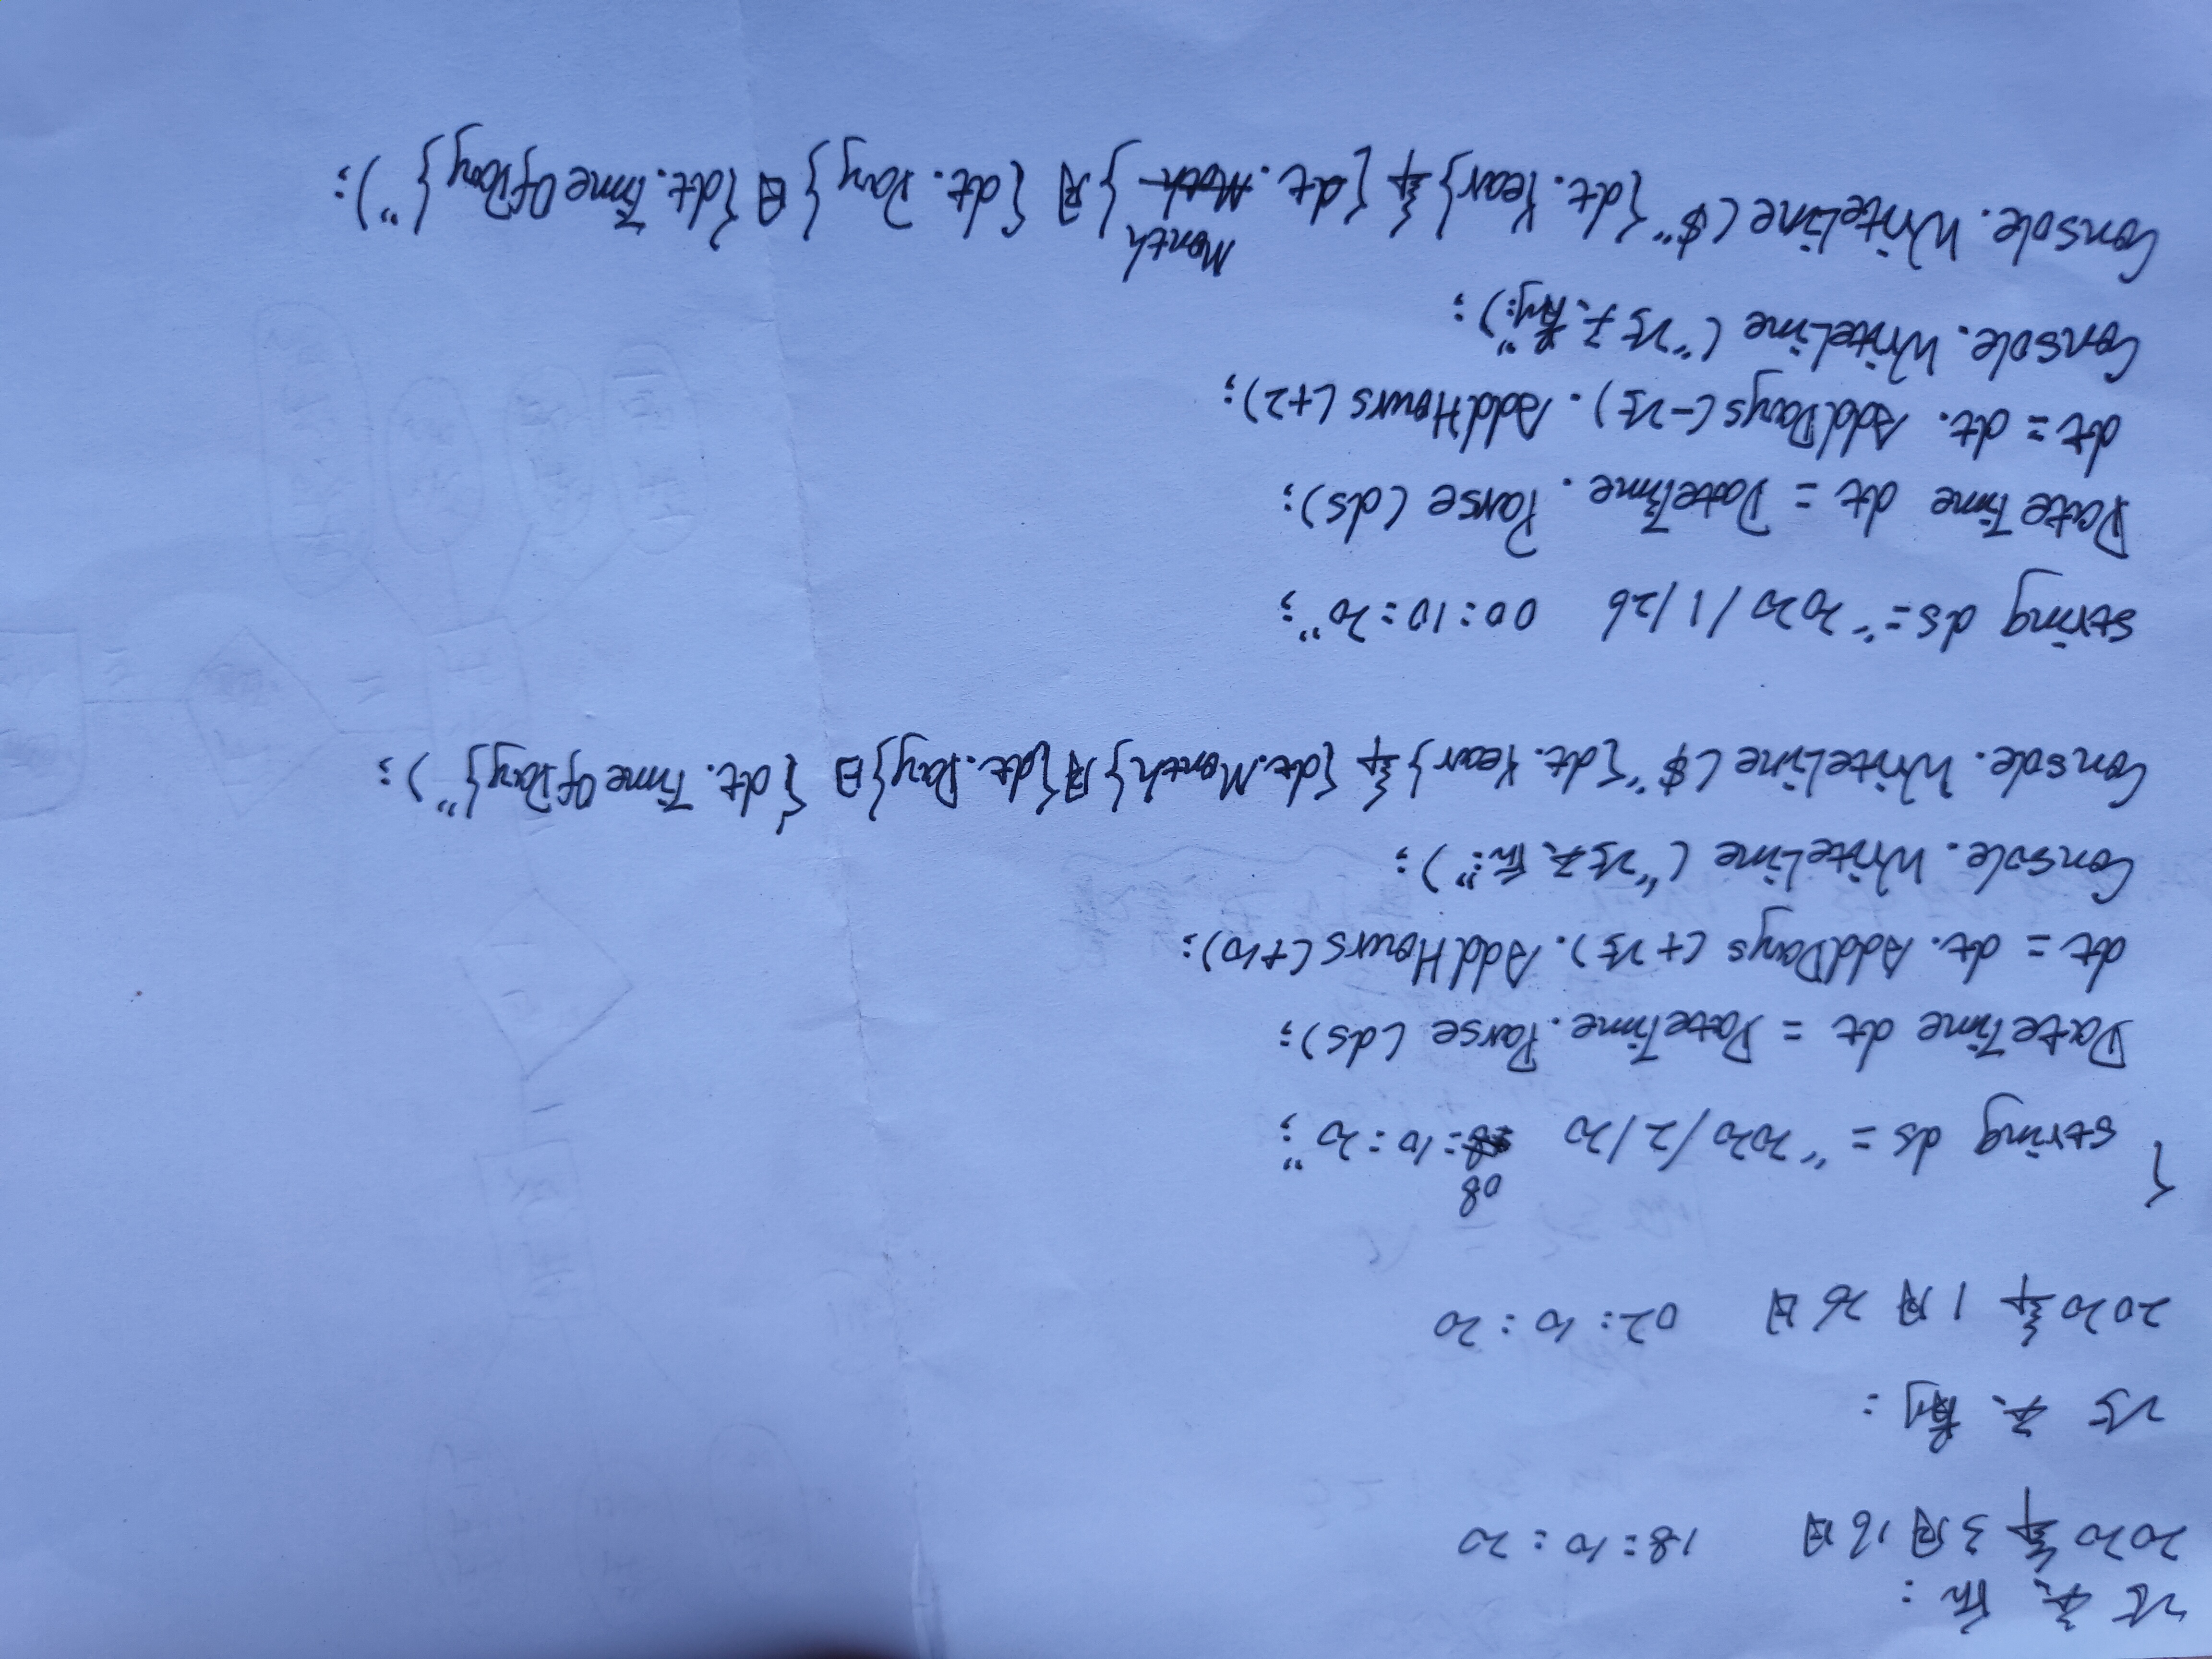 25天后:
2020年3月16日 18:10:20
25天前:
2020年1月26日 02:10:20
{
string ds = "2020/2/20 08:10:20";
DateTime dt = DateTime.Parse(ds);
dt = dt.AddDays(+25).AddHours(+10);
Console.WriteLine("25天后:");
Console.WriteLine($"{dt.Year}年{dt.Month}月{dt.Day}日 {dt.TimeOfDay}");
string ds="2020/1/26 00:10:20";
DateTime dt = DateTime.Parse(ds);
dt = dt.AddDays(-25).AddHours(+2);
Console.WriteLine("25天前:");
Console.WriteLine($"{dt.Year}年{dt.Month}月{dt.Day}日{dt.TimeOfDay}");